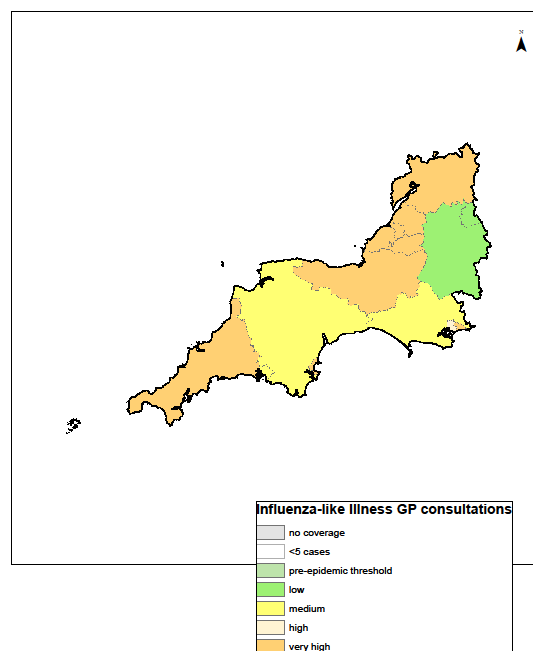 N
Influenza-like Illness GP consultations
no coverage
<5 cases
pre-epidemic threshold
low
medium
high
very high